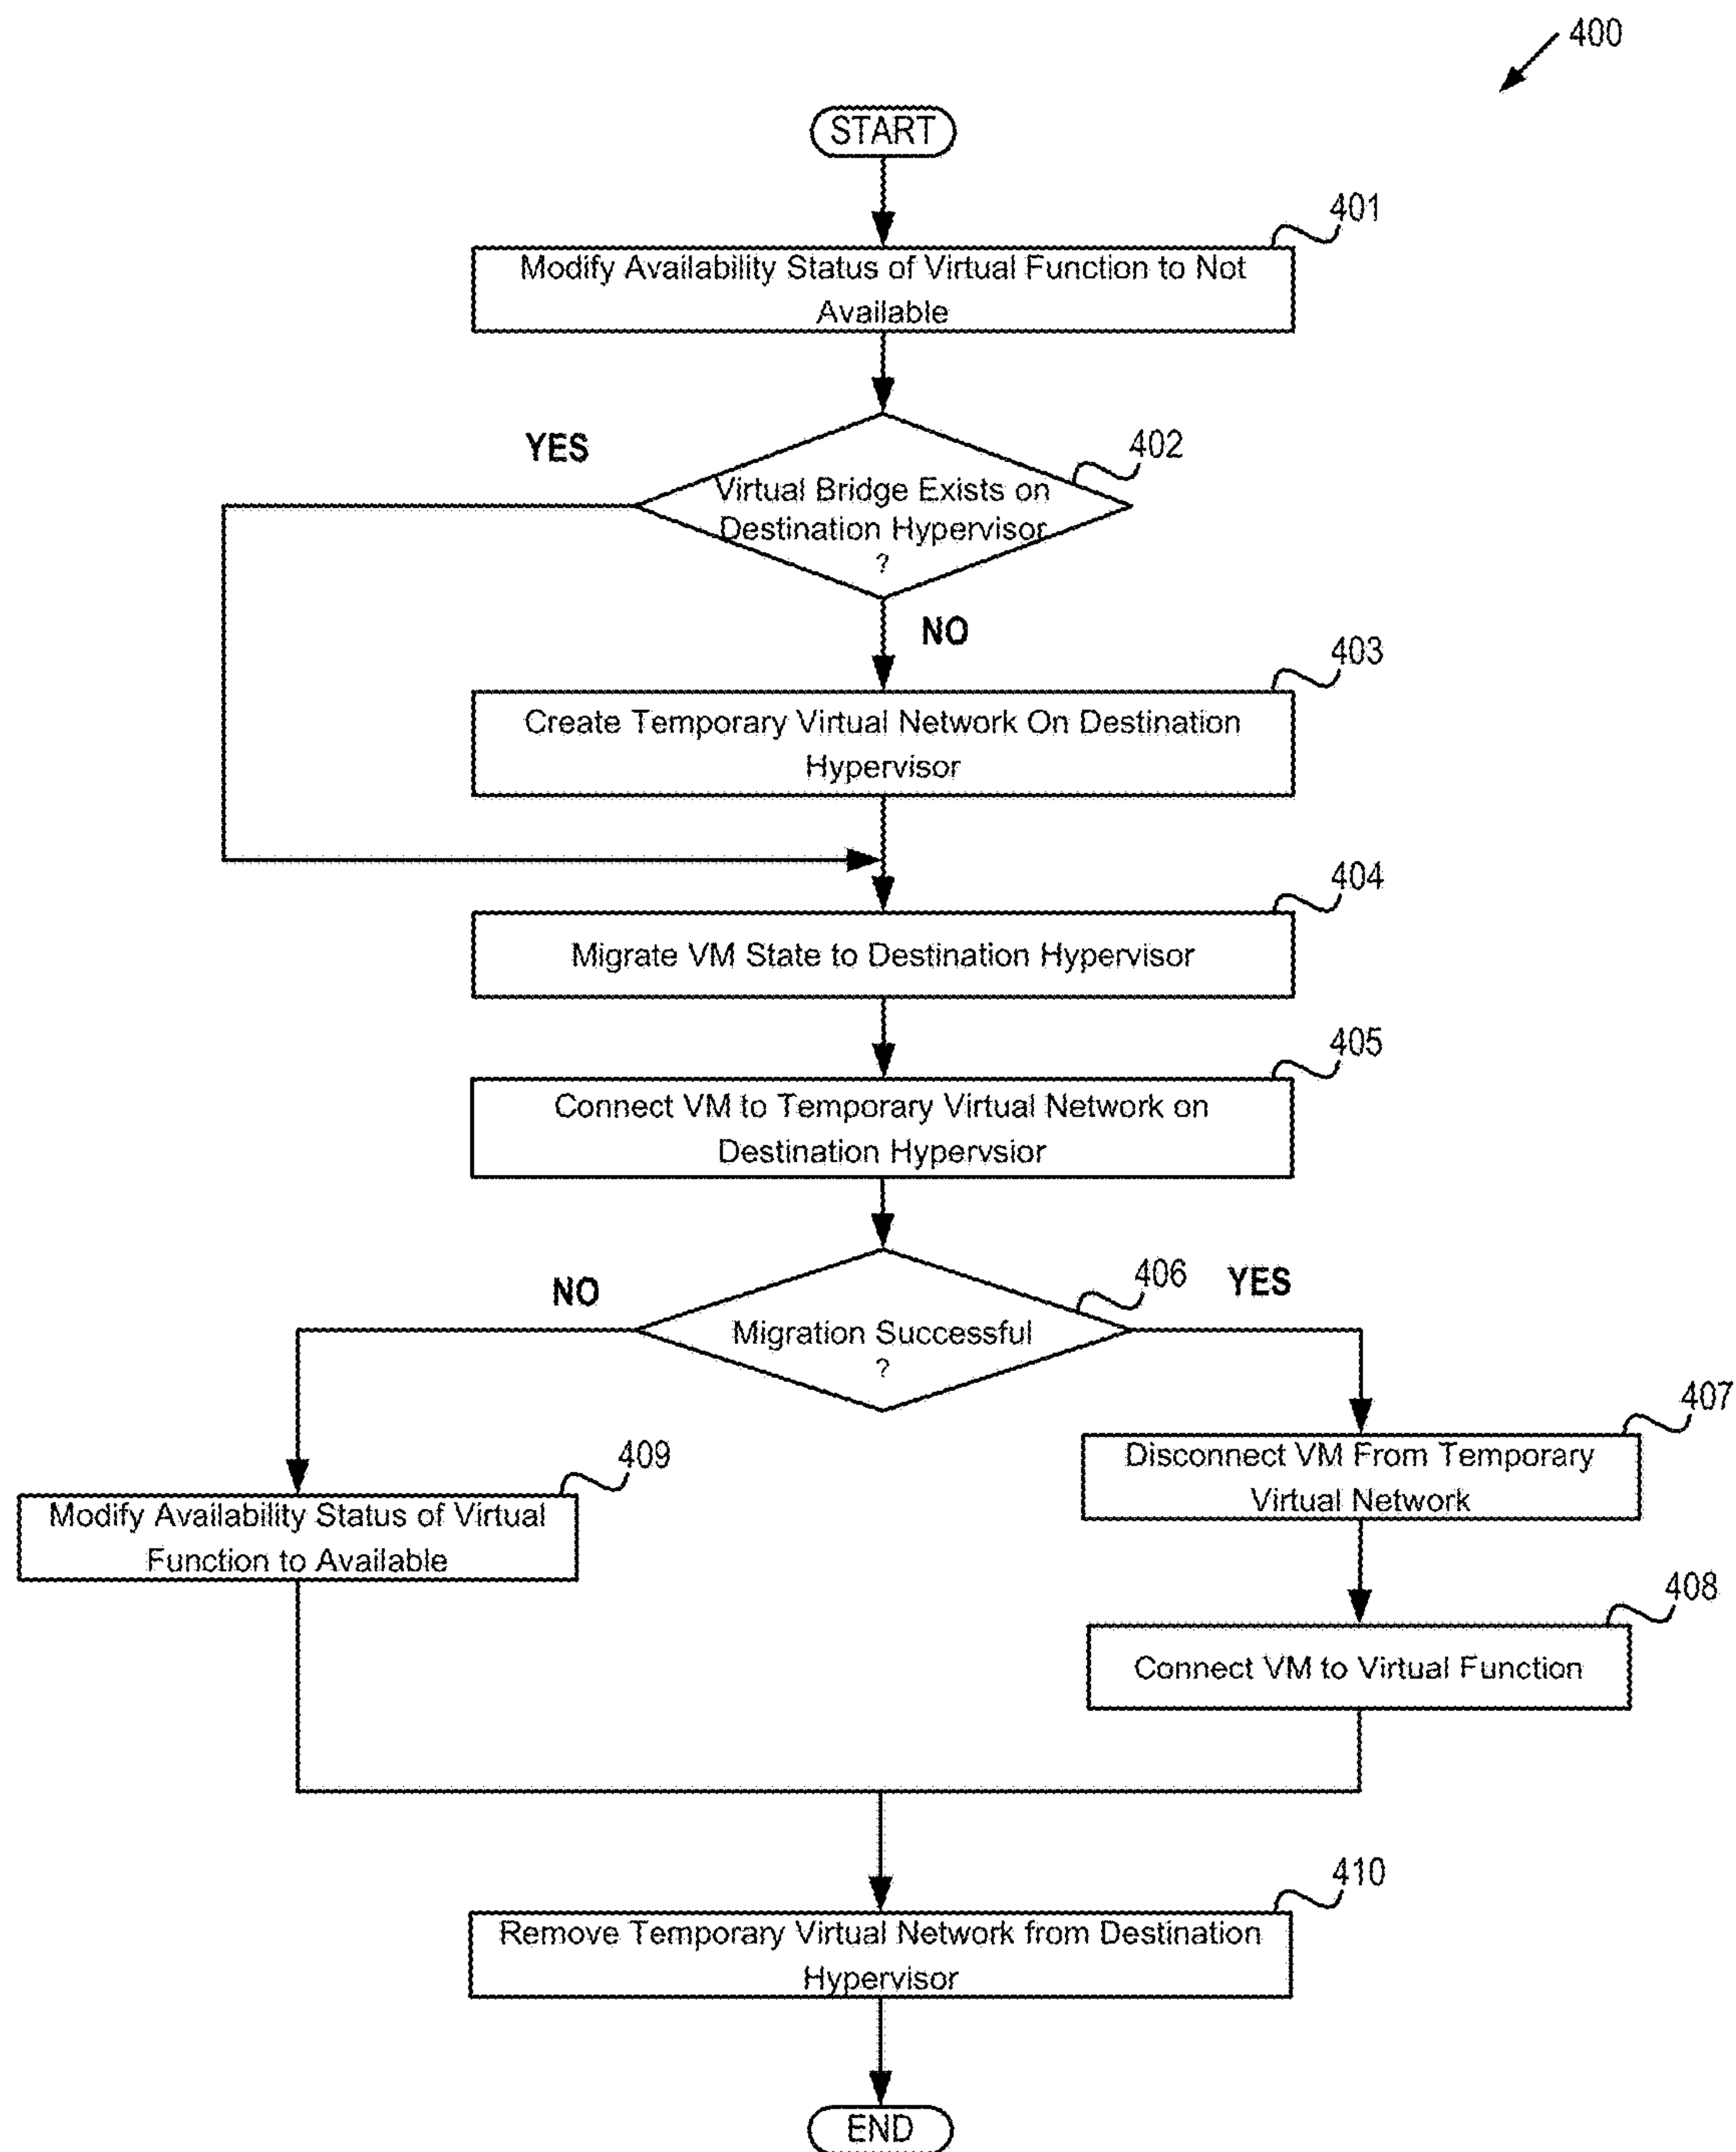 400
START
401
Modify Availability Status of Virtual Function to Not
Available
YES
402
Virtual Bridge Exists on
Destination Hypervisor
?
NO
403
Create Temporary Virtual Network On Destination
Hypervisor
404
Migrate VM State to Destination Hypervisor
405
Connect VM to Temporary Virtual Network on
Destination Hypervsior
NO
406
YES
Migration Successful
?
407
Disconnect VM From Temporary
Virtual Network
409
Modify Availability Status of Virtual
Function to Available
408
Connect VM to Virtual Function
410
Remove Temporary Virtual Network from Destination
Hypervisor
END